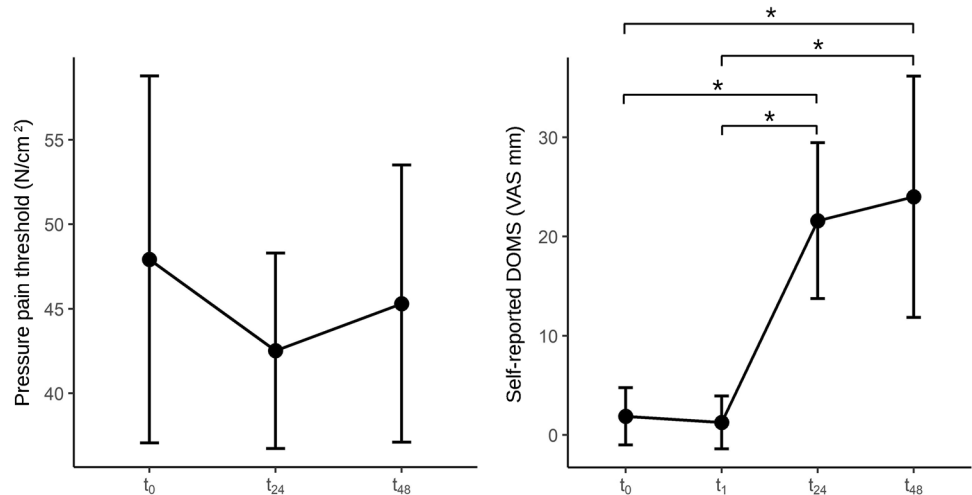 Pressure pain threshold (N/cm²)
55
50
45
40
t₀
t₂₄
t₄₈
Self-reported DOMS (VAS mm)
*
*
*
*
30
20
10
0
t₀
t₁
t₂₄
t₄₈